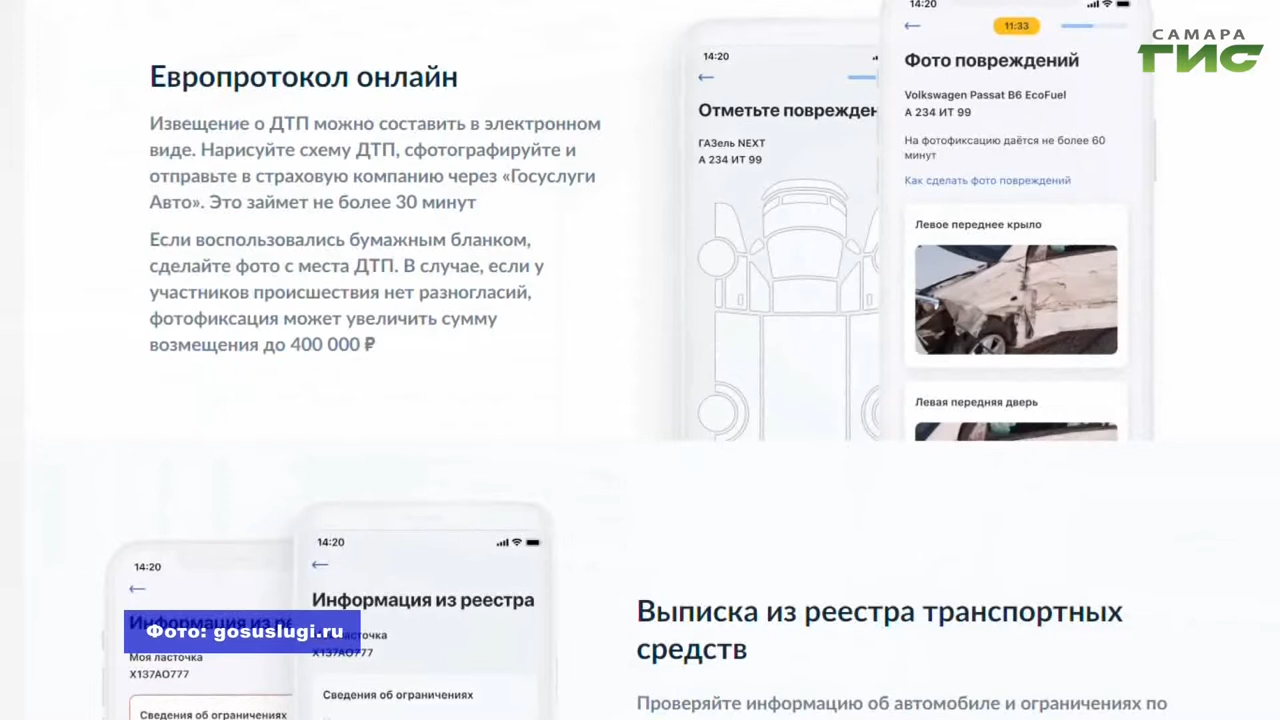 САМАРА
ГИС
Европротокол онлайн
Извещение о ДТП можно составить в электронном
виде. Нарисуйте схему ДТП, сфотографируйте и
отправьте в страховую компанию через «Госуслуги
Авто». Это займет не более 30 минут
Если воспользовались бумажным бланком,
сделайте фото с места ДТП. В случае, если у
участников происшествия нет разногласий,
фотофиксация может увеличить сумму
возмещения до 400 000 ₽
14:20
Отметьте поврежден
ГАЗель NEXT
А 234 ИТ 99
14:20
11:33
Фото повреждений
Volkswagen Passat B6 EcoFuel
А 234 ИТ 99
На фотофиксацию даётся не более 60
минут
Как сделать фото повреждений
Левое переднее крыло
Левая передняя дверь
14:20
Информация из ре
Моя ласточка
Х137АО777
Сведения об ограничениях
14:20
Информация из реестра
ласточка
Х137АО777
Сведения об ограничениях
Фото: gosuslugi.ru
Выписка из реестра транспортных
средств
Проверяйте информацию об автомобиле и ограничениях по